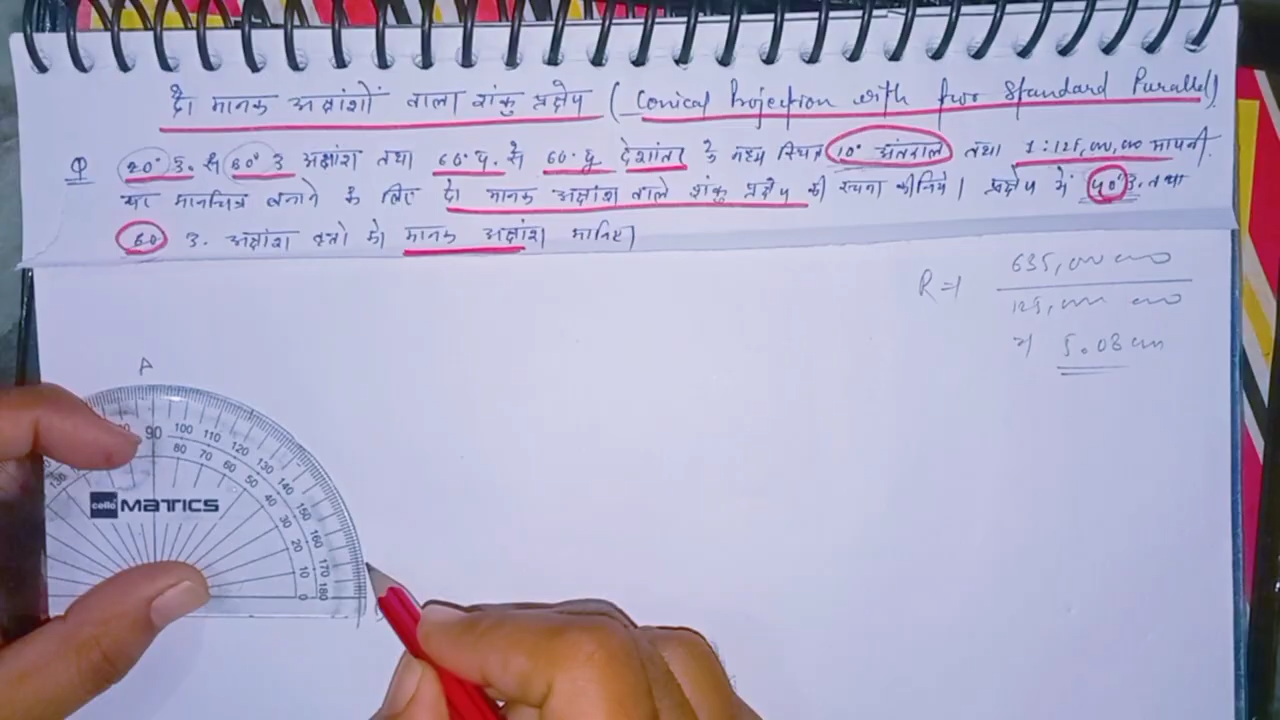 दो मानक अक्षांशों वाला शंकु प्रक्षेप (Conical Projection with two Standard Parallel)
Q 20° उ. से 80° उ अक्षांश तथा 60° प. से 60° पू. देशांतर के मध्य स्थित 10° अंतराल तथा 1:125,000,000 मापनी
का मानचित्र बनाने के लिए दो मानक अक्षांश वाले शंकु प्रक्षेप की रचना कीजिये। प्रक्षेप में 40° उ. तथा
60 उ. अक्षांश वृत्तो को मानक अक्षांश मानिए।
R = 635,000,000
125,000,000
= 5.08 cm
A
90 100 110 120 130 140 150 160 170 180
80 70 60 50 40 30 20 10 0
cello MATTICS